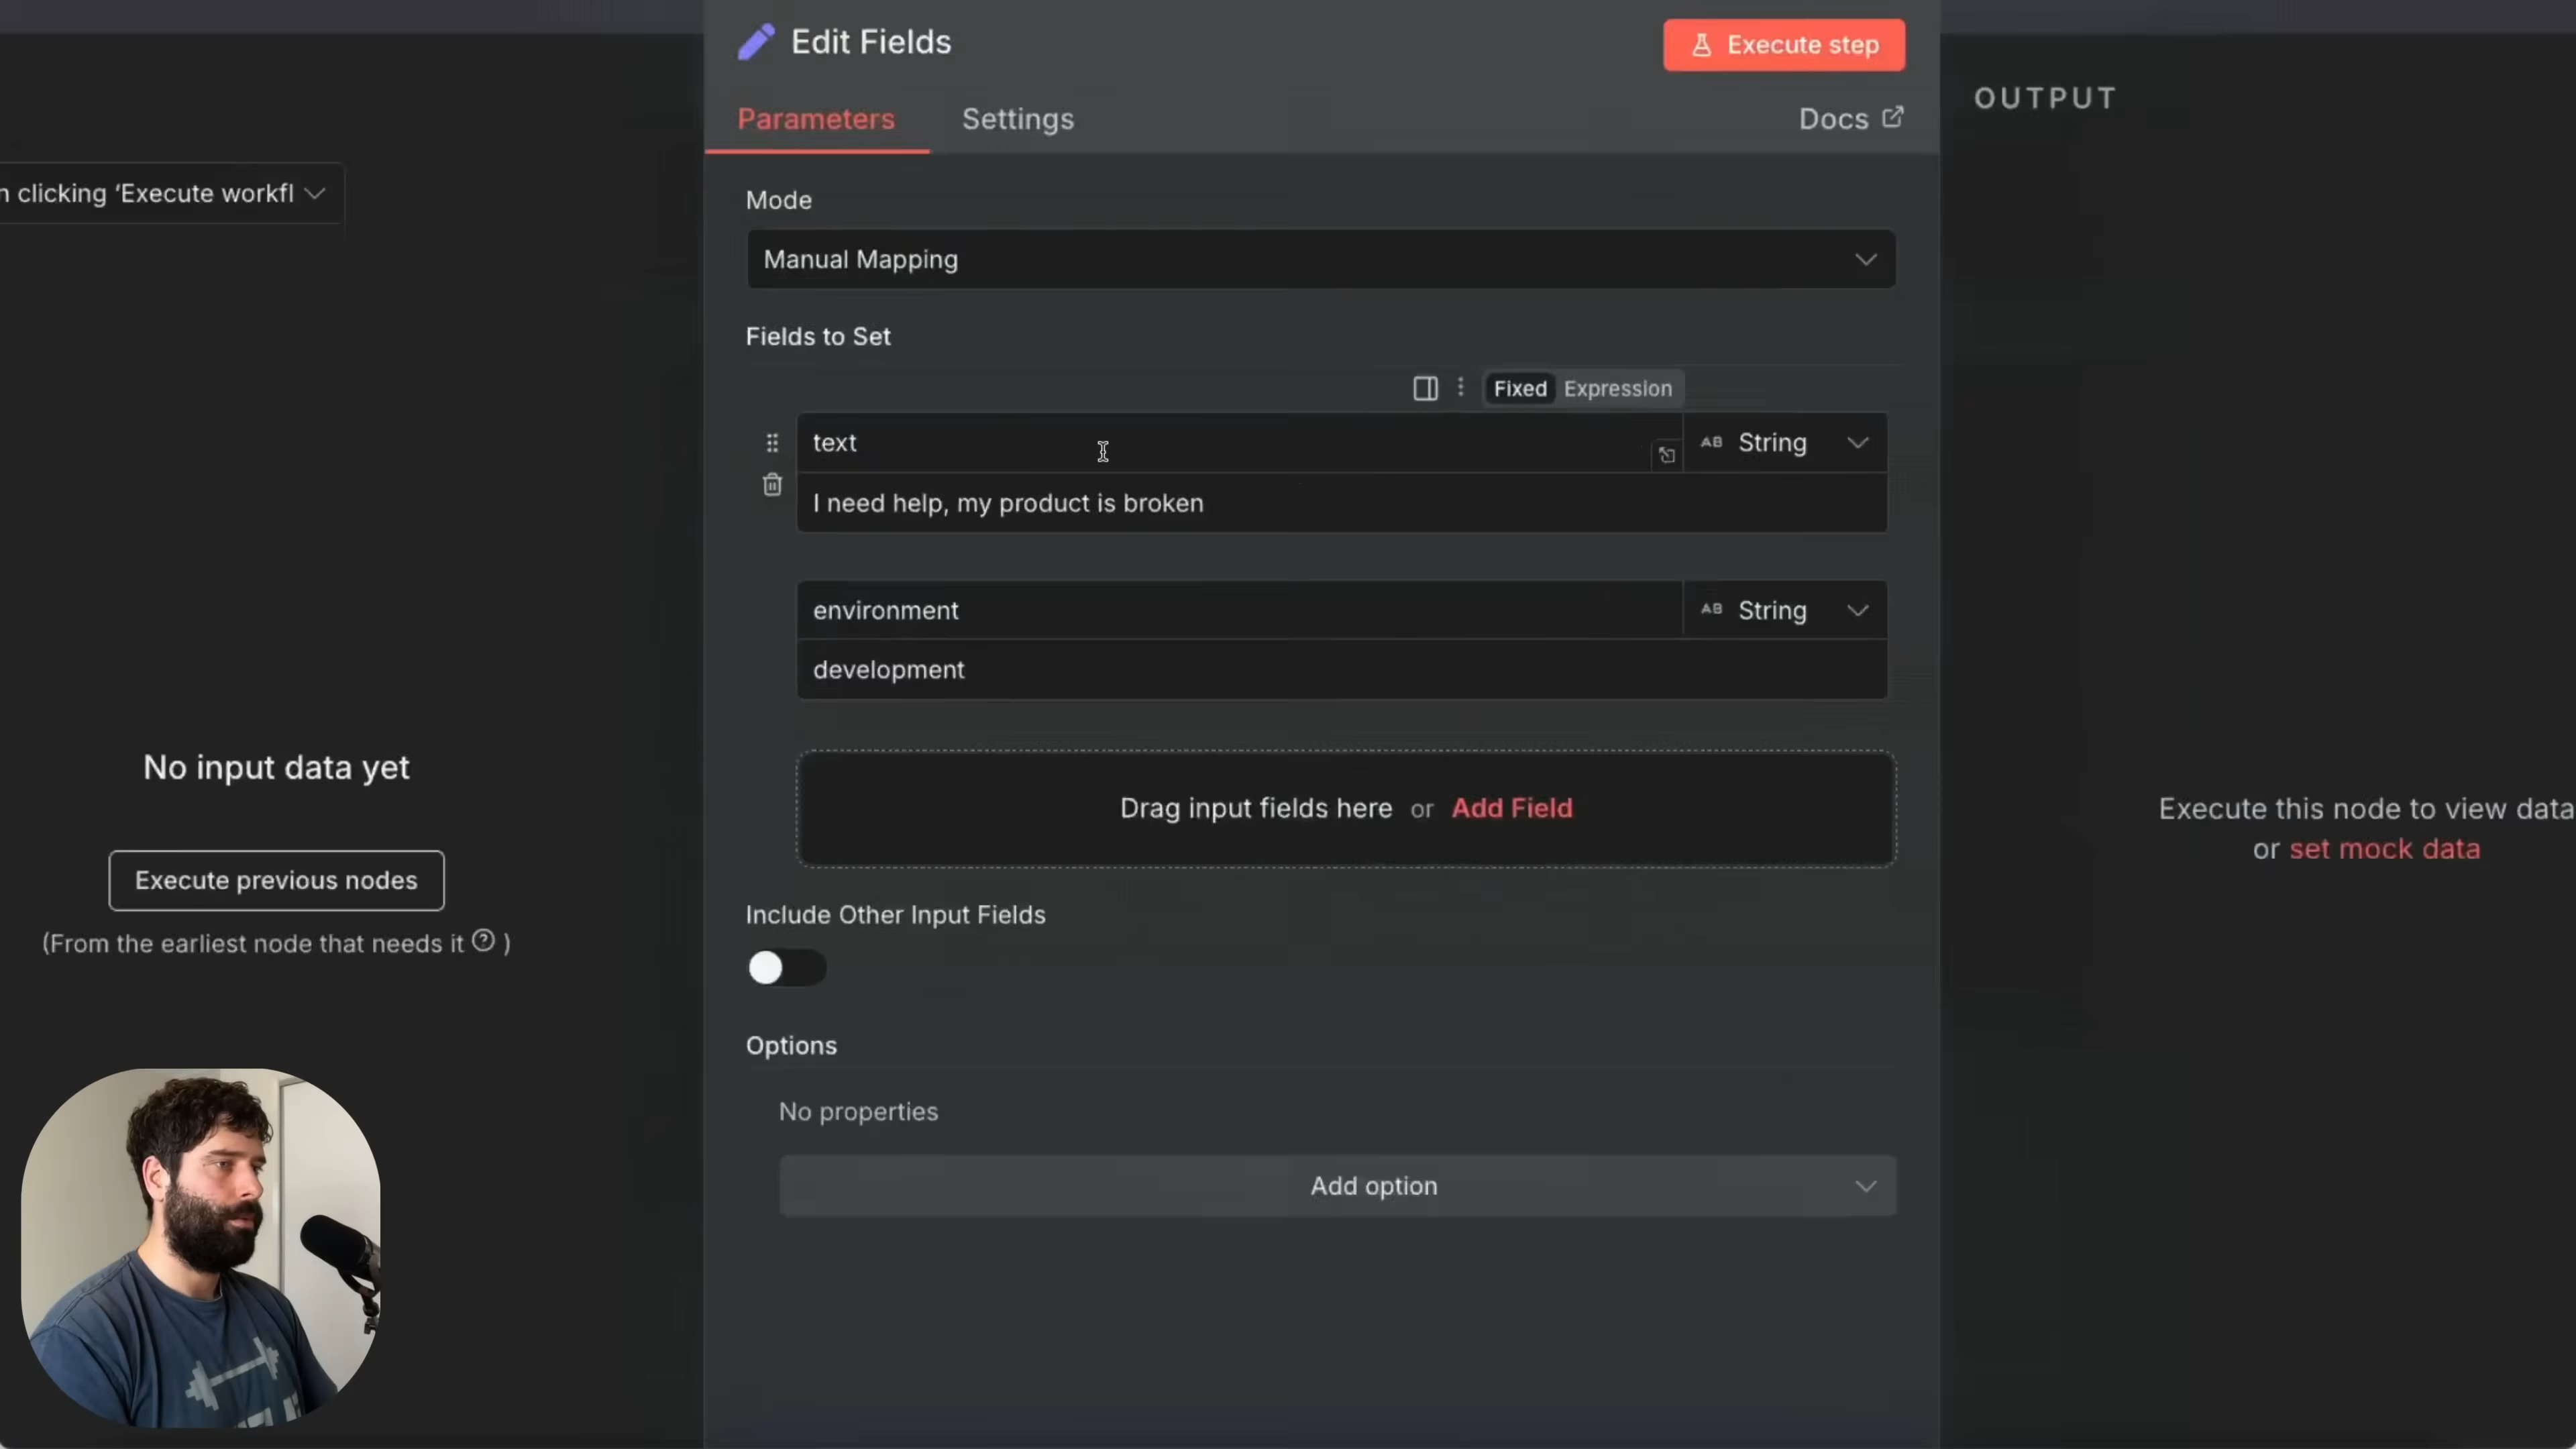 Edit Fields
Execute step
Parameters
Settings
Docs
OUTPUT
n clicking ‘Execute workfl
Mode
Manual Mapping
Fields to Set
Fixed
Expression
text
AB String
I need help, my product is broken
environment
AB String
development
No input data yet
Drag input fields here or Add Field
Execute this node to view data
or set mock data
Execute previous nodes
(From the earliest node that needs it ? )
Include Other Input Fields
Options
No properties
Add option